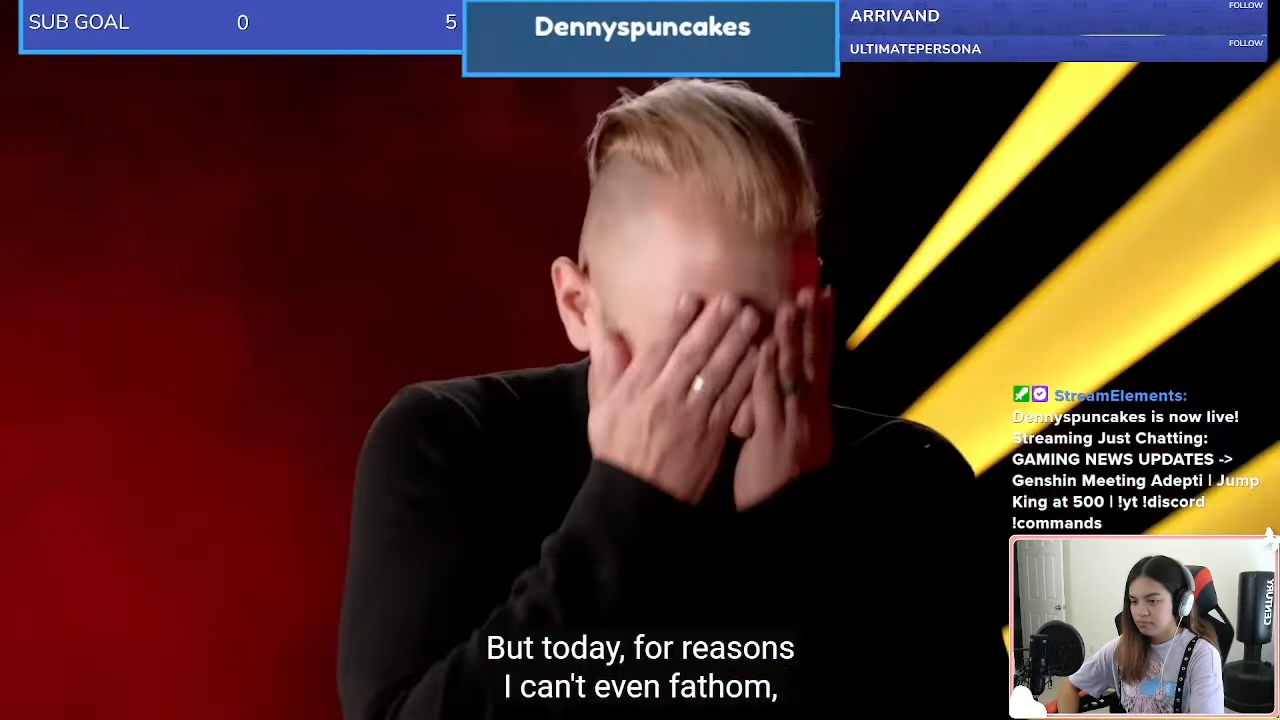 SUB GOAL 0 5
Dennyspuncakes
ARRIVAND FOLLOW
ULTIMATEPERSONA FOLLOW
StreamElements:
Dennyspuncakes is now live!
Streaming Just Chatting:
GAMING NEWS UPDATES ->
Genshin Meeting Adepti | Jump
King at 500 | !yt !discord
!commands
CENTURY
But today, for reasons
I can't even fathom,